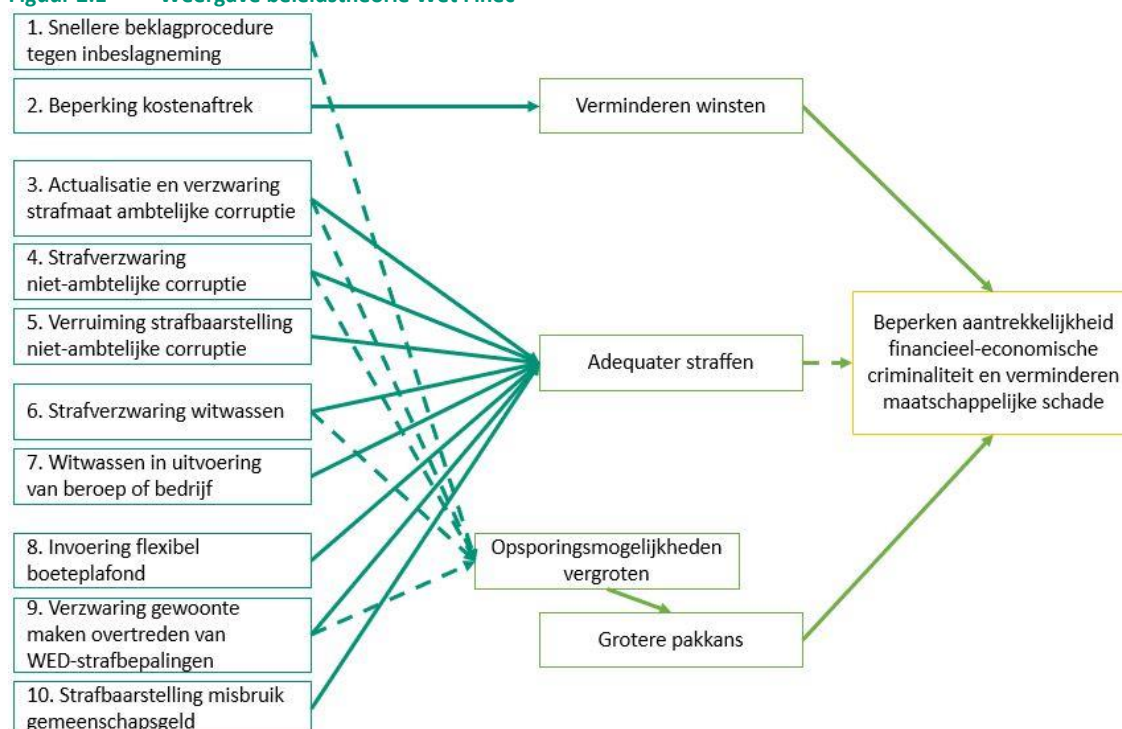 1. Snellere beklagprocedure
tegen inbeslagneming
2. Beperking kostenaftrek
Verminderen winsten
3. Actualisatie en verzwaring
strafmaat ambtelijke corruptie
4. Strafverzwaring
niet-ambtelijke corruptie
5. Verruiming strafbaarstelling
niet-ambtelijke corruptie
Adequater straffen
Beperken aantrekkelijkheid
financieel-economische
criminaliteit en verminderen
maatschappelijke schade
6. Strafverzwaring witwassen
7. Witwassen in uitvoering
van beroep of bedrijf
8. Invoering flexibel
boeteplafond
Opsporingsmogelijkheden
vergroten
9. Verzwaring gewoonte
maken overtreden van
WED-strafbepalingen
Grotere pakkans
10. Strafbaarstelling misbruik
gemeenschapsgeld